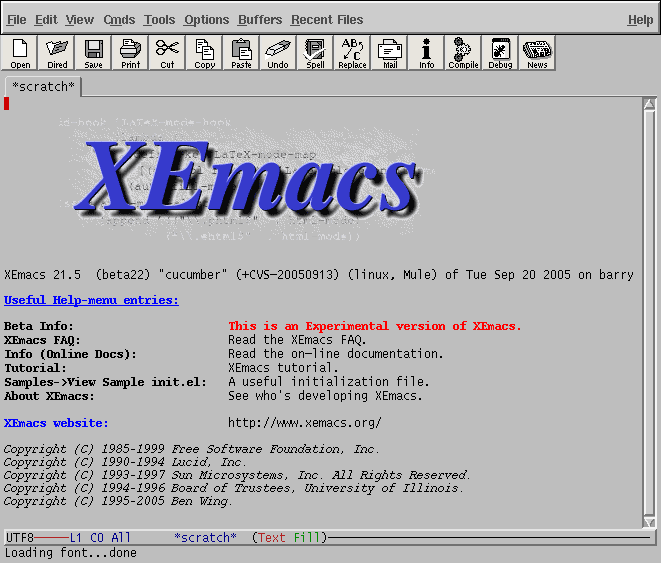 File Edit View Cmds Tools Options Buffers Recent Files Help
Open Dired Save Print Cut Copy Paste Undo Spell Replace Mail Info Compile Debug News
*scratch*
XEmacs
XEmacs 21.5 (beta22) "cucumber" (+CVS-20050913) (linux, Mule) of Tue Sep 20 2005 on barry
Useful Help-menu entries:
Beta Info: This is an Experimental version of XEmacs.
XEmacs FAQ: Read the XEmacs FAQ.
Info (Online Docs): Read the on-line documentation.
Tutorial: XEmacs tutorial.
Samples->View Sample init.el: A useful initialization file.
About XEmacs: See who's developing XEmacs.
XEmacs website: http://www.xemacs.org/
Copyright (C) 1985-1999 Free Software Foundation, Inc.
Copyright (C) 1990-1994 Lucid, Inc.
Copyright (C) 1993-1997 Sun Microsystems, Inc. All Rights Reserved.
Copyright (C) 1994-1996 Board of Trustees, University of Illinois.
Copyright (C) 1995-2005 Ben Wing.
UTF8-----L1 C0 All *scratch* (Text Fill)
Loading font...done